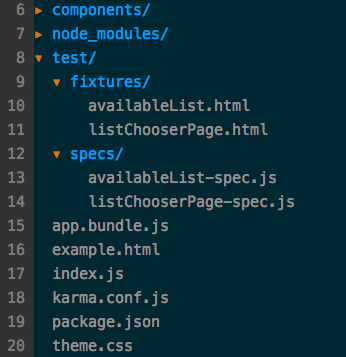 6 ▸ components/
7 ▸ node_modules/
8 ▾ test/
9 ▾ fixtures/
10 availableList.html
11 listChooserPage.html
12 ▾ specs/
13 availableList-spec.js
14 listChooserPage-spec.js
15 app.bundle.js
16 example.html
17 index.js
18 karma.conf.js
19 package.json
20 theme.css